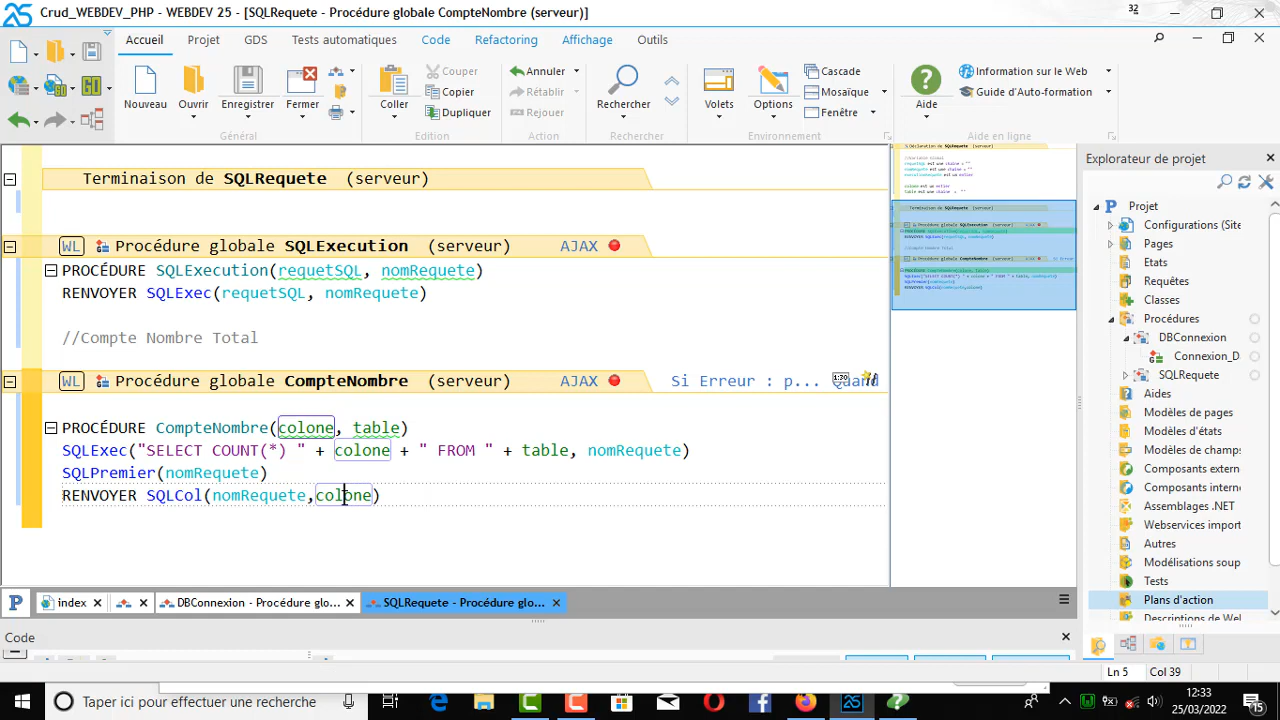 Crud_WEBDEV_PHP - WEBDEV 25 - [SQLRequete - Procédure globale CompteNombre (serveur)]
32
Accueil Projet GDS Tests automatiques Code Refactoring Affichage Outils
Nouveau Ouvrir Enregistrer Fermer
Général
Coller
Couper
Copier
Dupliquer
Edition
Annuler
Rétablir
Rejouer
Action
Rechercher
Rechercher
Volets Options
Cascade
Mosaïque
Fenêtre
Environnement
Aide
Information sur le Web
Guide d'Auto-formation
Aide en ligne
Terminaison de SQLRequete (serveur)
WL Procédure globale SQLExecution (serveur) AJAX
PROCÉDURE SQLExecution(requetSQL, nomRequete)
RENVOYER SQLExec(requetSQL, nomRequete)
//Compte Nombre Total
WL Procédure globale CompteNombre (serveur) AJAX Si Erreur : p... Quand
PROCÉDURE CompteNombre(colone, table)
SQLExec("SELECT COUNT(*) " + colone + " FROM " + table, nomRequete)
SQLPremier(nomRequete)
RENVOYER SQLCol(nomRequete,colone)
Explorateur de projet
Projet
Configurations (Site
Pages
Etats
Requêtes
Classes
Procédures
DBConnexion
Connexion_D
SQLRequete
Aides
Modèles de pages
Modèles d'états
Modèles de champs
Composants extern
Composants intern
Assemblages .NET
Webservices import
Autres
Modélisations soup
Tests
Plans d'action
Descriptions de Wel
index DBConnexion - Procédure glo... SQLRequete - Procédure glo...
Code
Ln 5 Col 39
Taper ici pour effectuer une recherche
12:33
25/03/2022
15